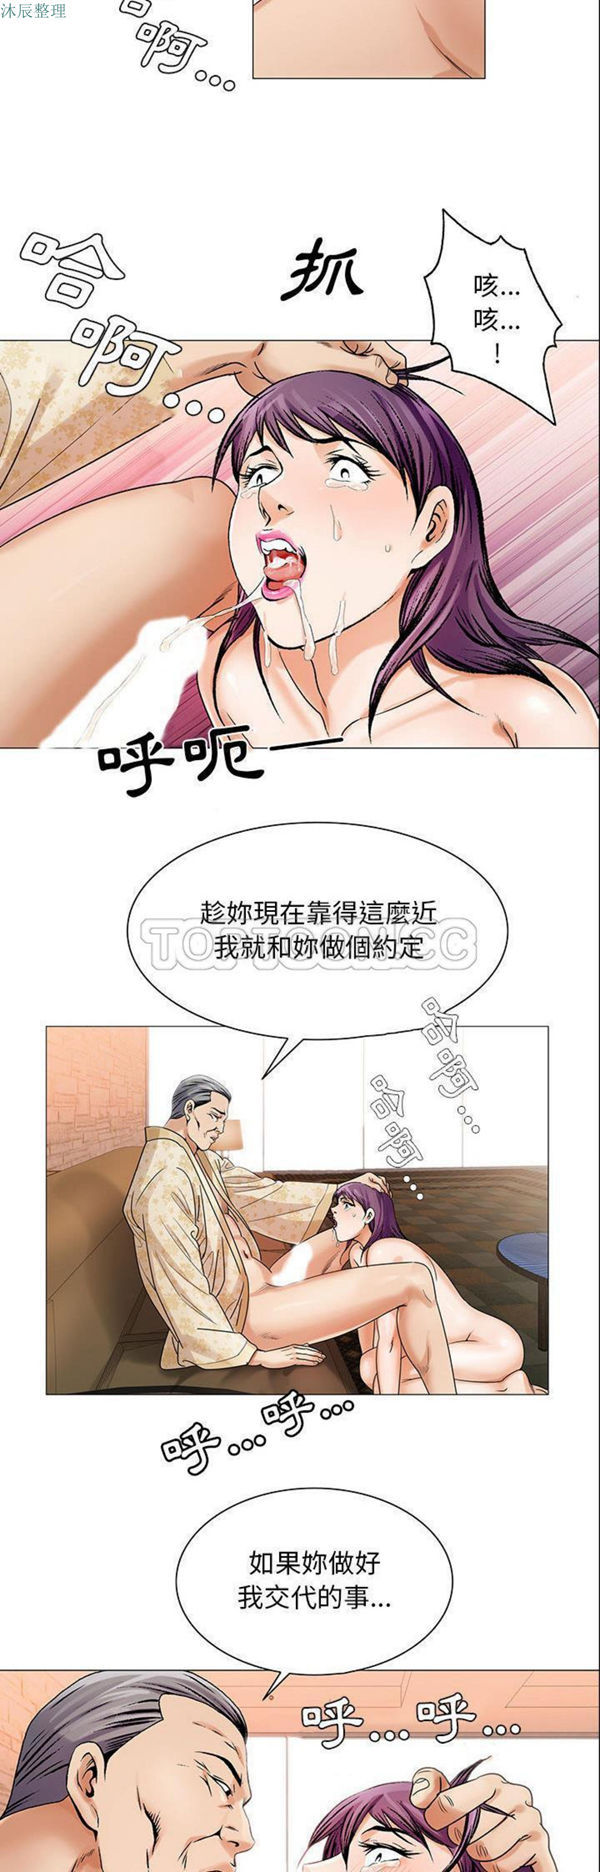 沐辰整理
啊...
哈
啊...
抓
咳...
咳...
!
呼呃一
趁妳現在靠得這麼近
我就和妳做個約定
TOPTOON.CC
哈
啊...
哈
啊...
呼...呼...
如果妳做好
我交代的事...
呼...呼...